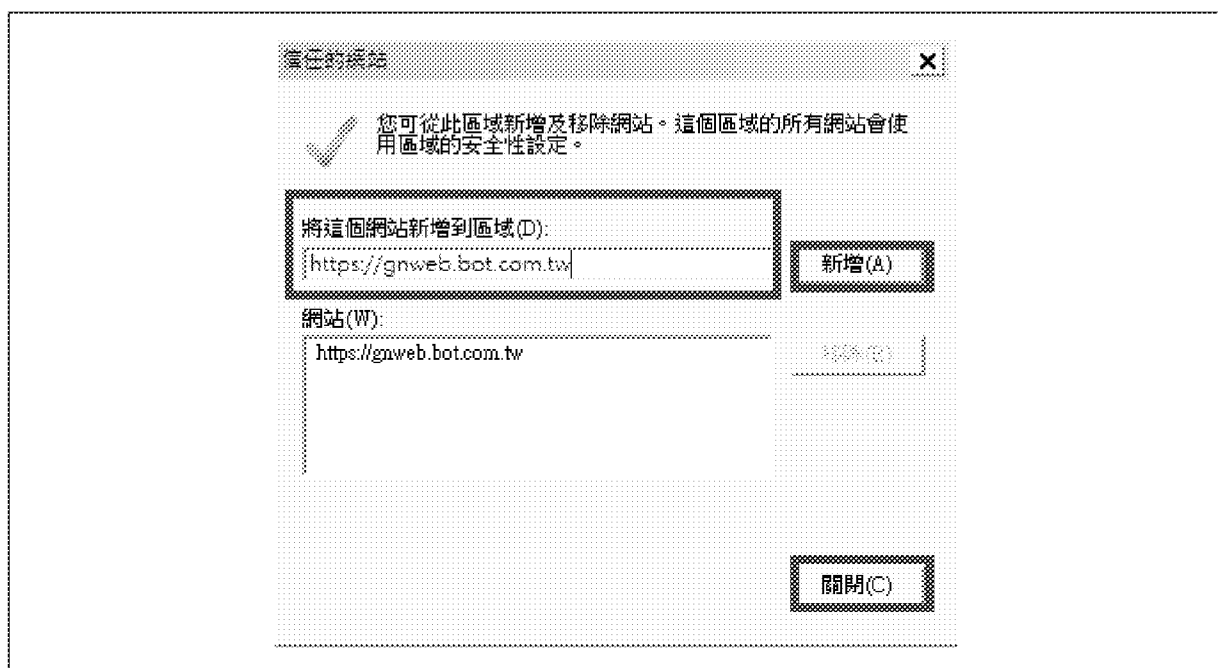 信任的網站
您可從此區域新增及移除網站。這個區域的所有網站會使
用區域的安全性設定。
將這個網站新增到區域(D):
https://gnweb.bot.com.tw
新增(A)
網站(W):
https://gnweb.bot.com.tw
關閉(C)